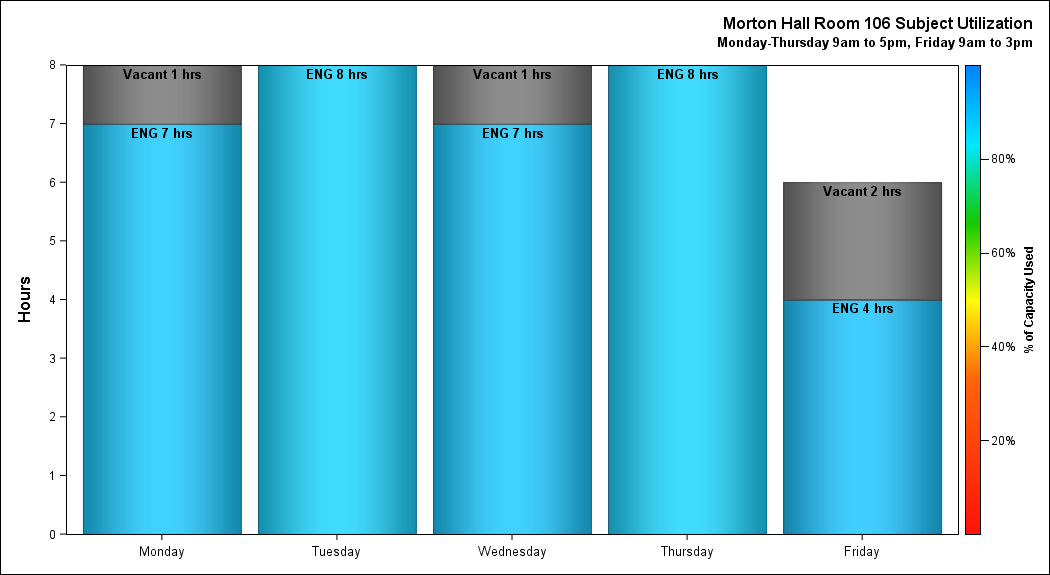 Morton Hall Room 106 Subject Utilization
Monday-Thursday 9am to 5pm, Friday 9am to 3pm
Hours
8
7
6
5
4
3
2
1
0
Vacant 1 hrs
ENG 7 hrs
ENG 8 hrs
Vacant 1 hrs
ENG 7 hrs
ENG 8 hrs
Vacant 2 hrs
ENG 4 hrs
Monday
Tuesday
Wednesday
Thursday
Friday
80%
60%
40%
20%
% of Capacity Used